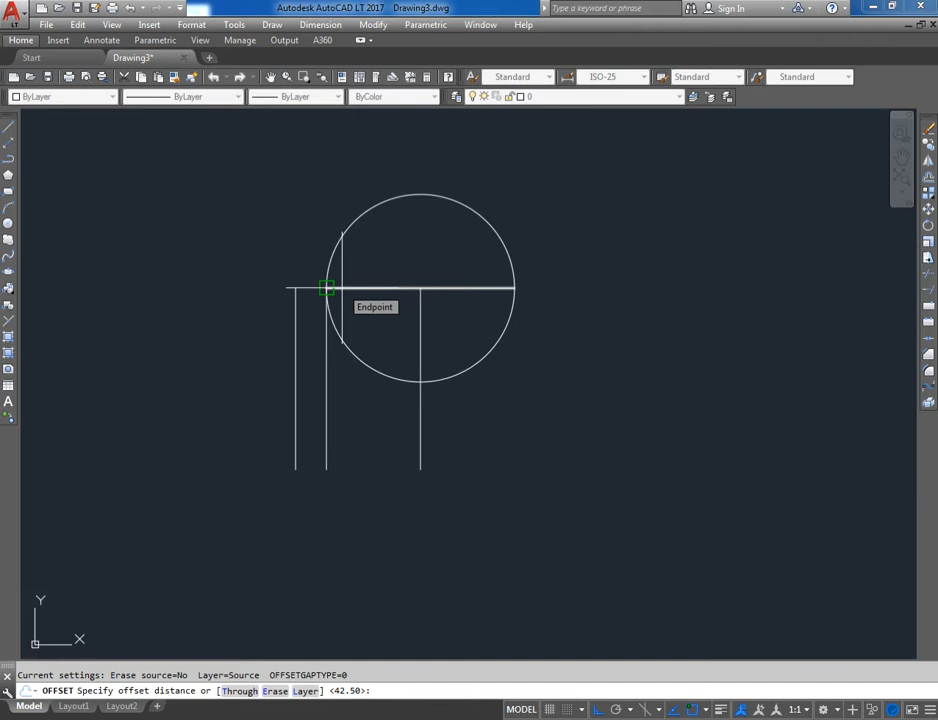 Autodesk AutoCAD LT 2017 Drawing3.dwg
Type a keyword or phrase
Sign In
LT
File Edit View Insert Format Tools Draw Dimension Parametric Window Help
Home Insert Annotate Parametric View Manage Output A360
Start Drawing3*
Standard ISO-25 Standard Standard
ByLayer ByLayer ByLayer ByColor 0
A
Endpoint
Y
X
Current settings: Erase source=No Layer=Source OFFSETGAPTYPE=0
OFFSET Specify offset distance or [Through Erase Layer] <42.50>:
Model Layout1 Layout2 +
MODEL 1:1